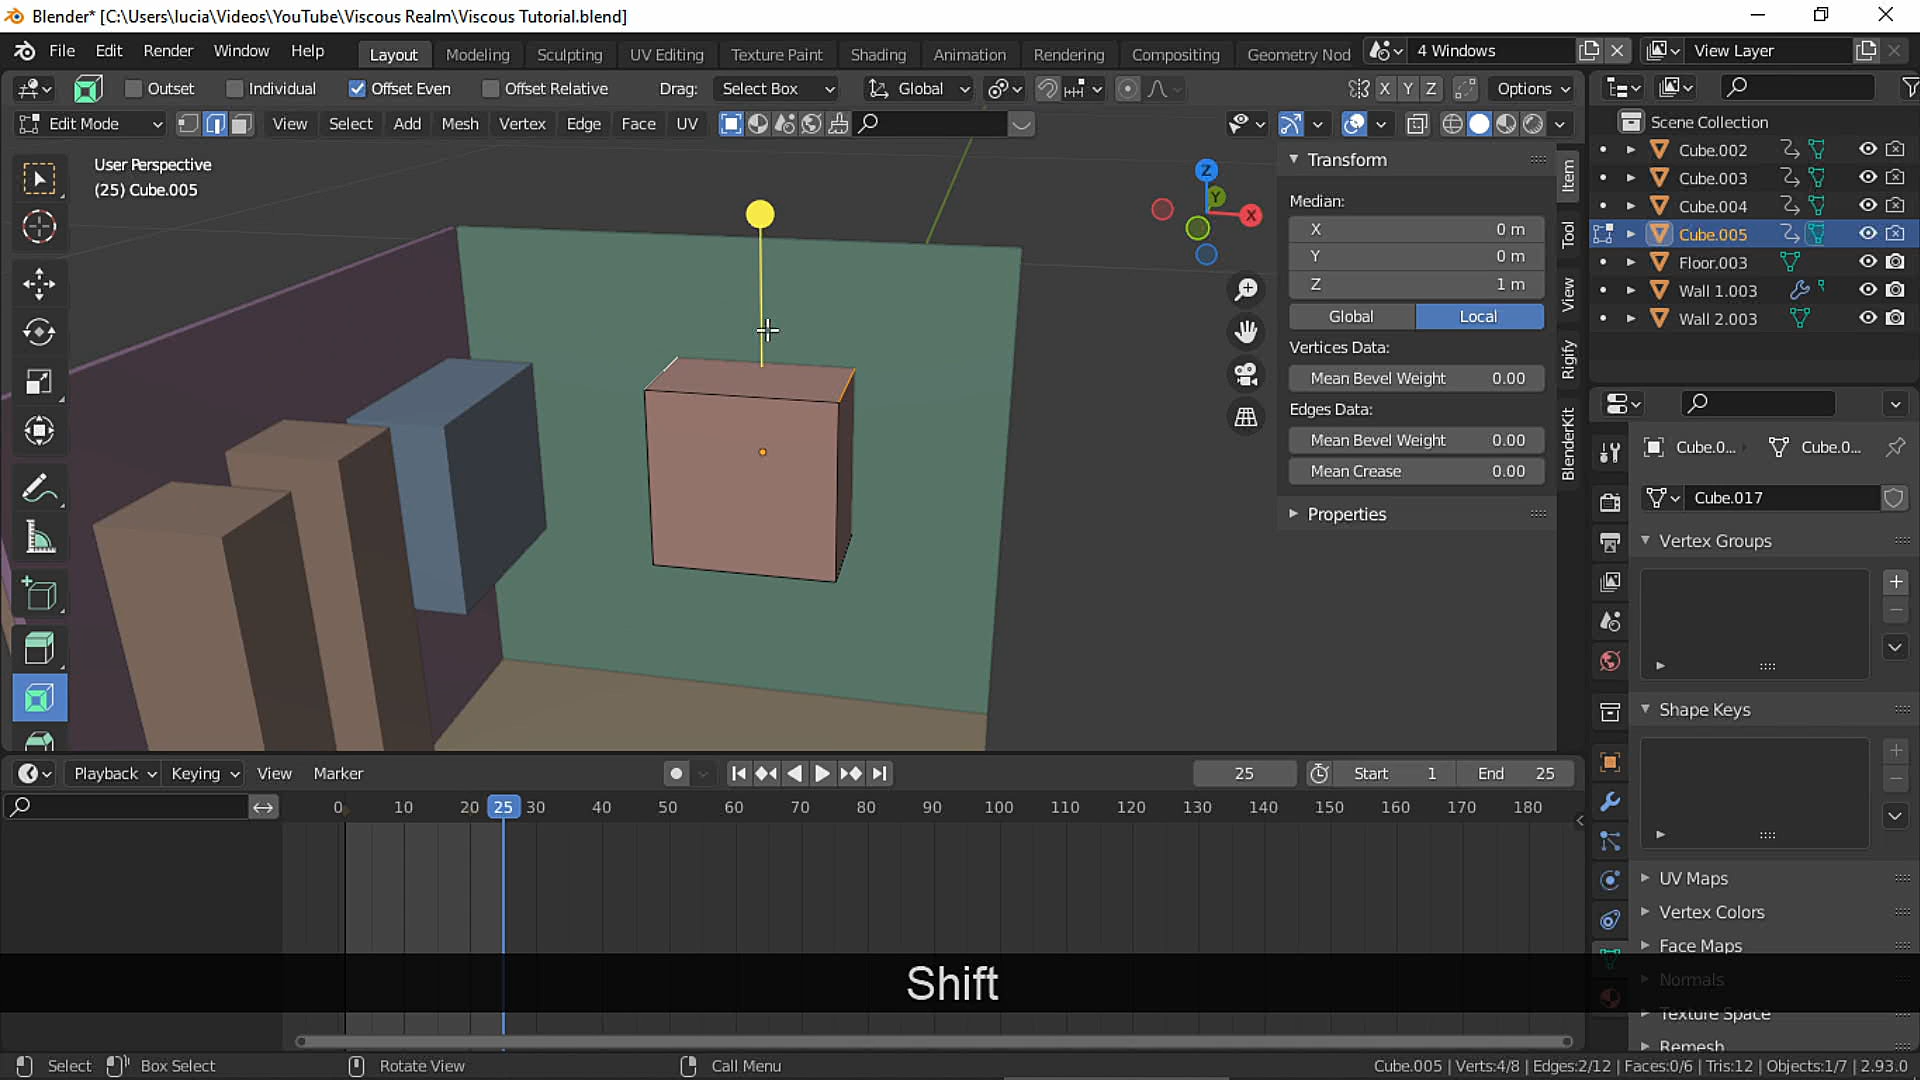 Blender* [C:\Users\lucia\Videos\YouTube\Viscous Realm\Viscous Tutorial.blend]
File Edit Render Window Help Layout Modeling Sculpting UV Editing Texture Paint Shading Animation Rendering Compositing Geometry Nod 4 Windows View Layer
Outset Individual Offset Even Offset Relative Drag: Select Box Global X Y Z Options
Edit Mode View Select Add Mesh Vertex Edge Face UV
Scene Collection
Cube.002
Cube.003
Cube.004
Cube.005
Floor.003
Wall 1.003
Wall 2.003
User Perspective
(25) Cube.005
Z
Y
X
Transform
Median:
X 0 m
Y 0 m
Z 1 m
Global Local
Vertices Data:
Mean Bevel Weight 0.00
Edges Data:
Mean Bevel Weight 0.00
Mean Crease 0.00
Properties
Item
Tool
View
Rigify
BlenderKit
Cube.0... Cube.0...
Cube.017
Vertex Groups
Shape Keys
UV Maps
Vertex Colors
Face Maps
Normals
Texture Space
Remesh
Playback Keying View Marker 25 Start 1 End 25
0 10 20 25 30 40 50 60 70 80 90 100 110 120 130 140 150 160 170 180
Shift
Select Box Select Rotate View Call Menu Cube.005 | Verts:4/8 | Edges:2/12 | Faces:0/6 | Tris:12 | Objects:1/7 | 2.93.0